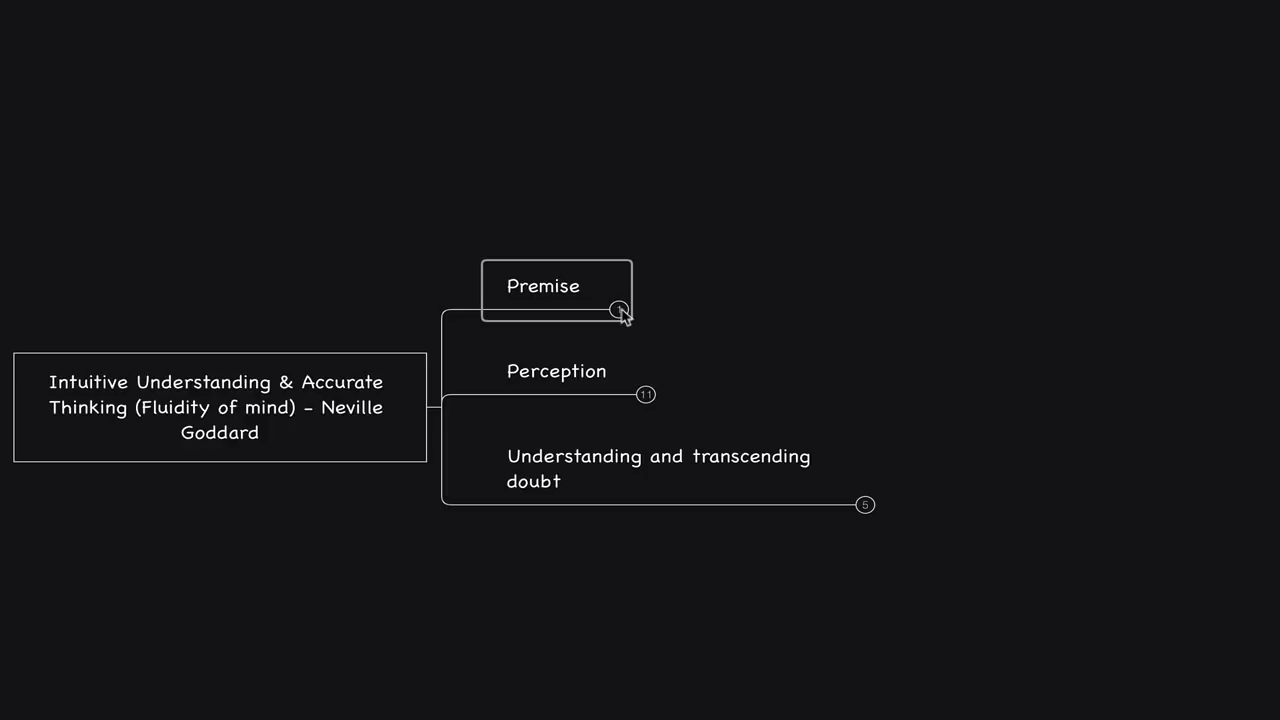 Premise
Perception
11
Intuitive Understanding & Accurate
Thinking (Fluidity of mind) - Neville
Goddard
Understanding and transcending
doubt
5